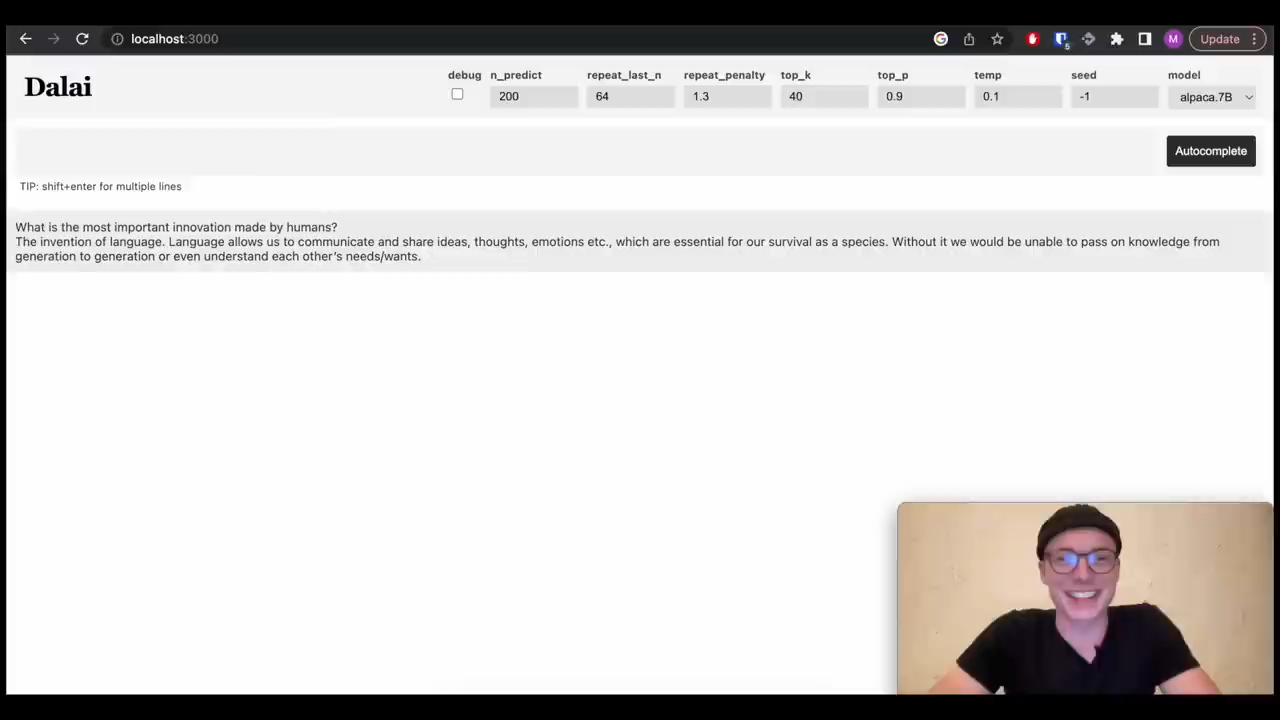 localhost:3000
5
M
Update
Dalai
debug n_predict repeat_last_n repeat_penalty top_k top_p temp seed model
200 64 1.3 40 0.9 0.1 -1 alpaca.7B
Autocomplete
TIP: shift+enter for multiple lines
What is the most important innovation made by humans?
The invention of language. Language allows us to communicate and share ideas, thoughts, emotions etc., which are essential for our survival as a species. Without it we would be unable to pass on knowledge from
generation to generation or even understand each other's needs/wants.